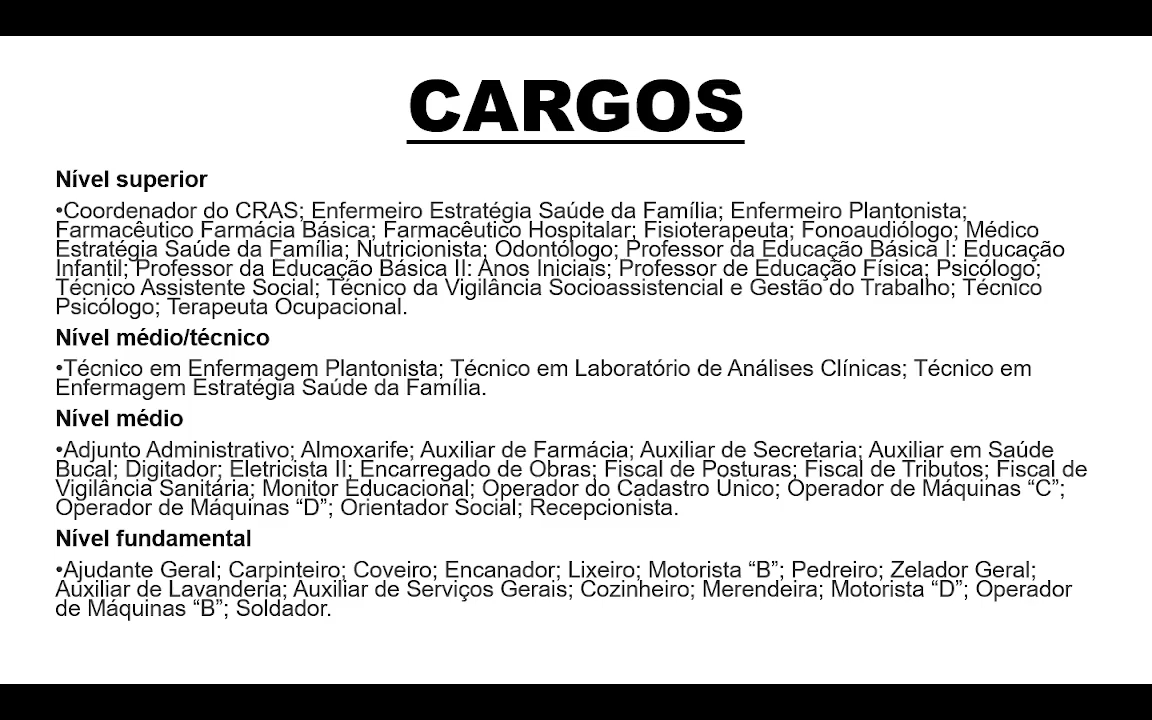 CARGOS
Nível superior
•Coordenador do CRAS; Enfermeiro Estratégia Saúde da Família; Enfermeiro Plantonista;
Farmacêutico Farmácia Básica; Farmacêutico Hospitalar; Fisioterapeuta; Fonoaudiólogo; Médico
Estratégia Saúde da Família; Nutricionista; Odontólogo; Professor da Educação Básica I: Educação
Infantil; Professor da Educação Básica II: Anos Iniciais; Professor de Educação Física; Psicólogo;
Técnico Assistente Social; Técnico da Vigilância Socioassistencial e Gestão do Trabalho; Técnico
Psicólogo; Terapeuta Ocupacional.
Nível médio/técnico
•Técnico em Enfermagem Plantonista; Técnico em Laboratório de Análises Clínicas; Técnico em
Enfermagem Estratégia Saúde da Família.
Nível médio
•Adjunto Administrativo; Almoxarife; Auxiliar de Farmácia; Auxiliar de Secretaria; Auxiliar em Saúde
Bucal; Digitador; Eletricista II; Encarregado de Obras; Fiscal de Posturas; Fiscal de Tributos; Fiscal de
Vigilância Sanitária; Monitor Educacional; Operador do Cadastro Único; Operador de Máquinas “C”;
Operador de Máquinas “D”; Orientador Social; Recepcionista.
Nível fundamental
•Ajudante Geral; Carpinteiro; Coveiro; Encanador; Lixeiro; Motorista “B”; Pedreiro; Zelador Geral;
Auxiliar de Lavanderia; Auxiliar de Serviços Gerais; Cozinheiro; Merendeira; Motorista “D”; Operador
de Máquinas “B”; Soldador.